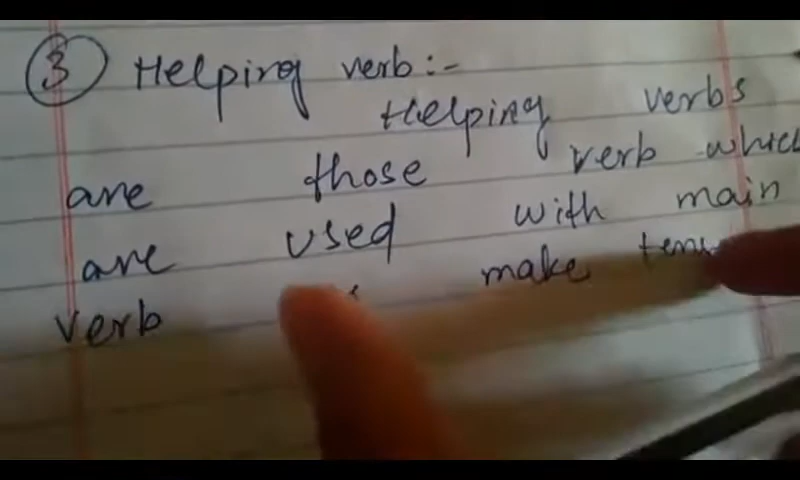 3 Helping verb:-
Helping verbs
are those verb which
are used with main
verb make